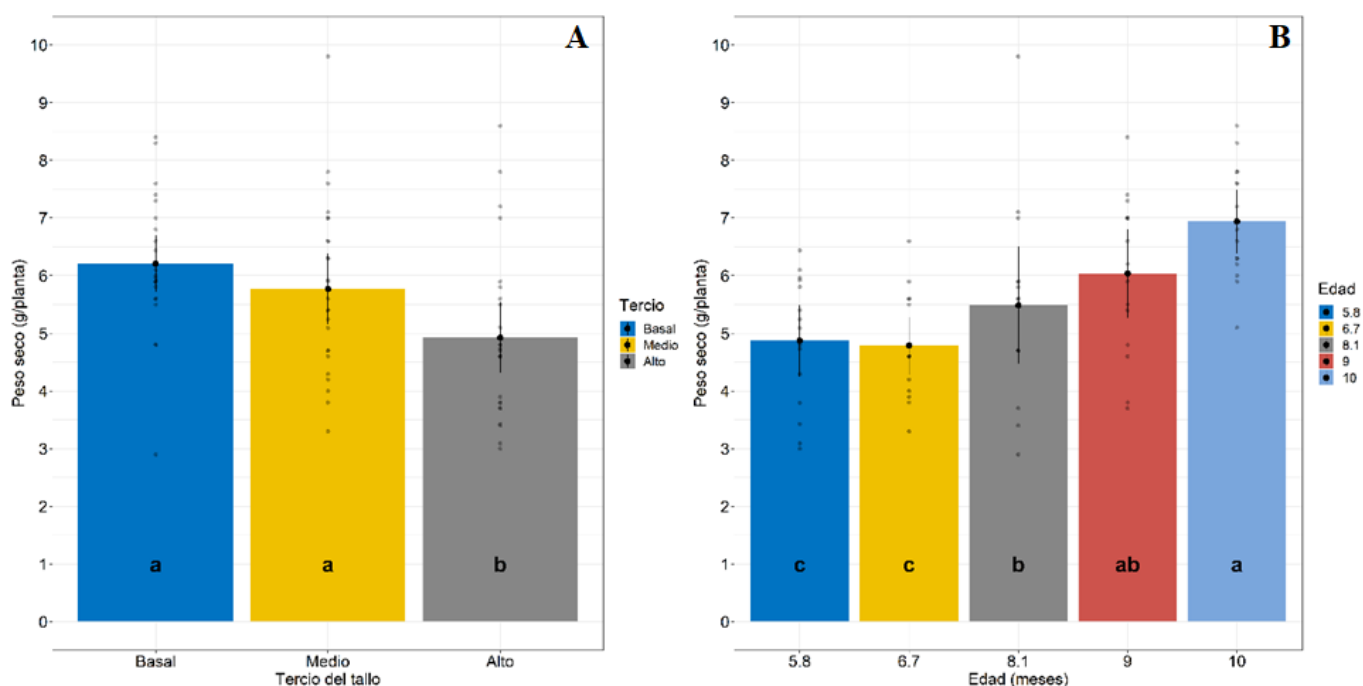 A
10
9
8
7
6
5
4
3
2
1
0
Peso seco (g/planta)
a
a
b
Basal
Medio
Alto
Tercio del tallo
Tercio
Basal
Medio
Alto
B
10
9
8
7
6
5
4
3
2
1
0
Peso seco (g/planta)
c
c
b
ab
a
5.8
6.7
8.1
9
10
Edad (meses)
Edad
5.8
6.7
8.1
9
10